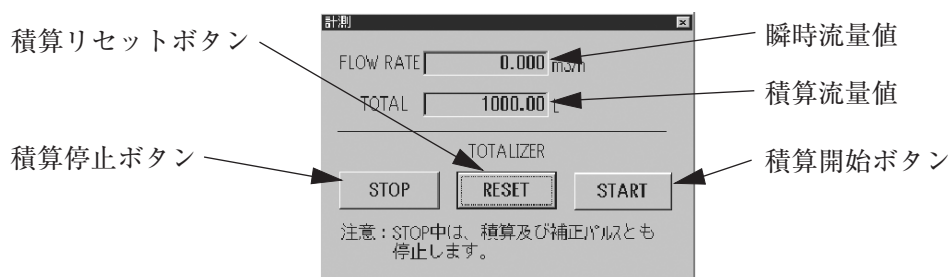 計測
積算リセットボタン
瞬時流量値
FLOW RATE 0.000 m3/h
TOTAL 1000.00 L
積算流量値
積算停止ボタン
TOTALIZER
積算開始ボタン
STOP RESET START
注意：STOP中は、積算及び補正パルスとも
停止します。